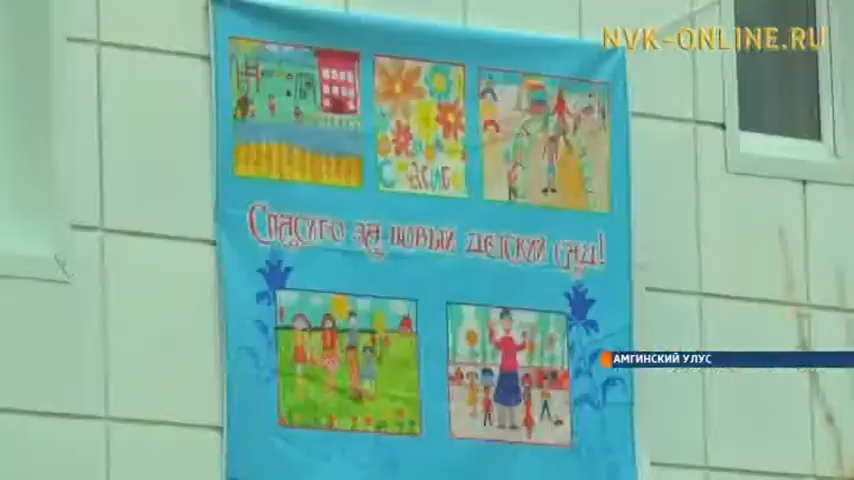 NVK-ONLINE.RU
Спасибо
Спасибо за новый детский сад!
АМГИНСКИЙ УЛУС